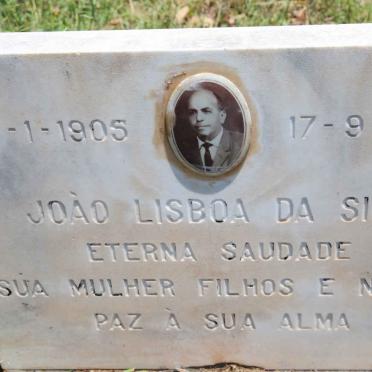 -1-1905 17-9
JOÃO LISBOA DA SI
ETERNA SAUDADE
SUA MULHER FILHOS E N
PAZ À SUA ALMA